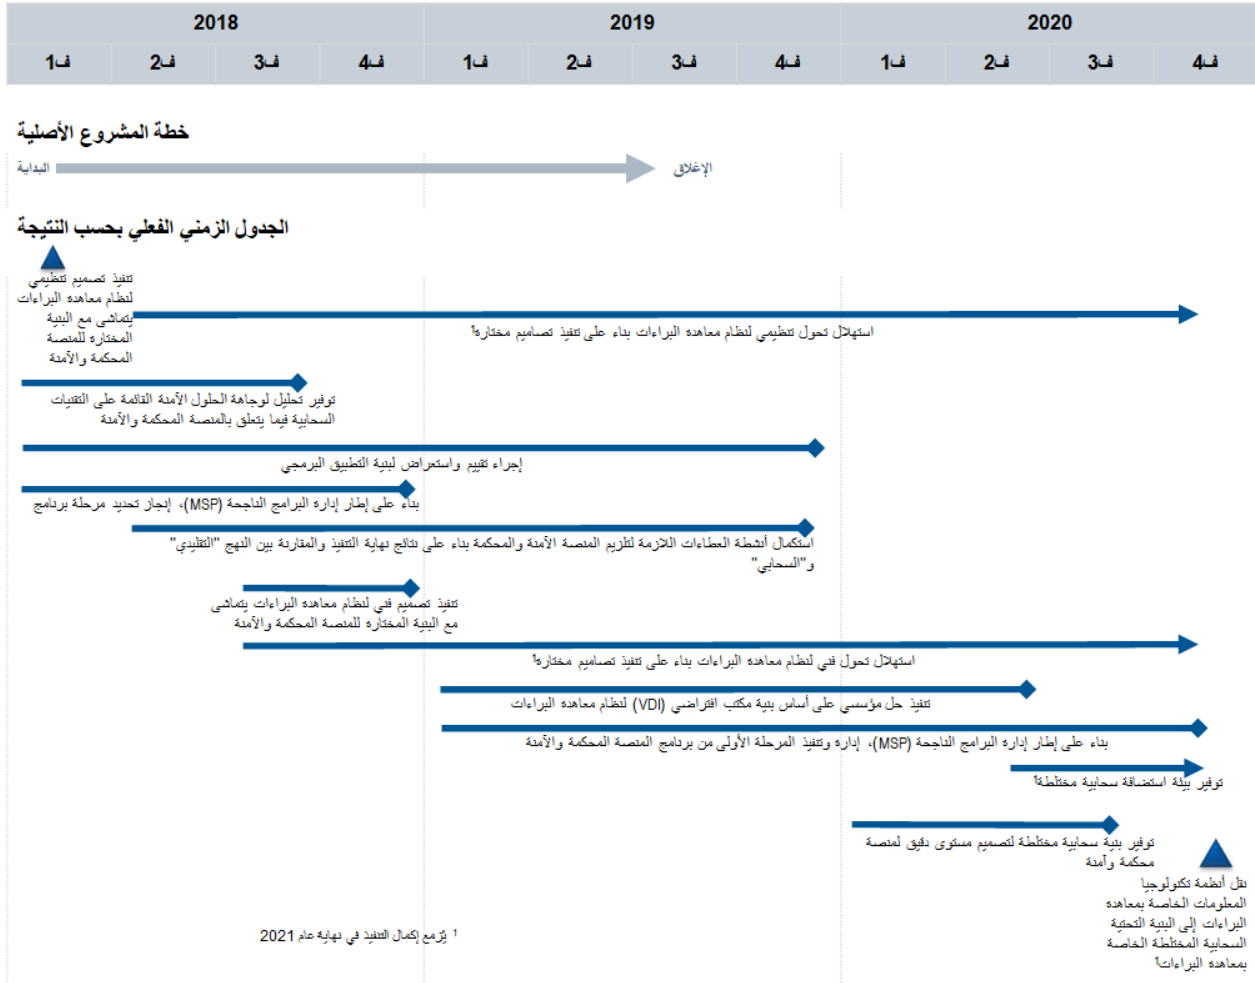 2018 2019 2020
ف1 ف2 ف3 ف4 ف1 ف2 ف3 ف4 ف1 ف2 ف3 ف4
خطة المشروع الأصلية
البداية
الإغلاق
الجدول الزمني الفعلي بحسب النتيجة
تنفيذ تصميم تنظيمي
لنظام معاهدة البراءات
يتماشى مع البنية
المختارة للمنصة
المحكمة والآمنة
استهلال تحول تنظيمي لنظام معاهدة البراءات بناء على تنفيذ تصاميم مختارة¹
توفير تحليل لوجاهة الحلول الآمنة القائمة على التقنيات
السحابية فيما يتعلق بالمنصة المحكمة والآمنة
إجراء تقييم واستعراض لبنية التطبيق البرمجي
بناء على إطار إدارة البرامج الناجحة (MSP)، إنجاز تحديد مرحلة برنامج
استكمال أنشطة العطاءات اللازمة لتلزيم المنصة الآمنة والمحكمة بناء على نتائج نهاية التنفيذ والمقارنة بين النهج "التقليدي"
و"السحابي"
تنفيذ تصميم فني لنظام معاهدة البراءات يتماشى
مع البنية المختارة للمنصة المحكمة والآمنة
استهلال تحول فني لنظام معاهدة البراءات بناء على تنفيذ تصاميم مختارة¹
تنفيذ حل مؤسسي على أساس بنية مكتب افتراضي (VDI) لنظام معاهدة البراءات
بناء على إطار إدارة البرامج الناجحة (MSP)، إدارة وتنفيذ المرحلة الأولى من برنامج المنصة المحكمة والآمنة
توفير بيئة استضافة سحابية مختلطة¹
توفير بنية سحابية مختلطة لتصميم مستوى دقيق لمنصة
محكمة وآمنة
نقل أنظمة تكنولوجيا
المعلومات الخاصة بمعاهدة
البراءات إلى البنية التحتية
السحابية المختلطة الخاصة
بمعاهدة البراءات¹
¹ يُزمع إكمال التنفيذ في نهاية عام 2021